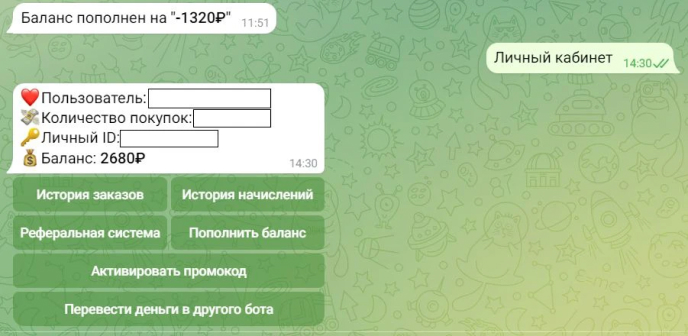 Баланс пополнен на "-1320₽" 11:51
Личный кабинет 14:30
❤️Пользователь:
💸Количество покупок:
🔑Личный ID:
💰Баланс: 2680₽
14:30
История заказов
История начислений
Реферальная система
Пополнить баланс
Активировать промокод
Перевести деньги в другого бота